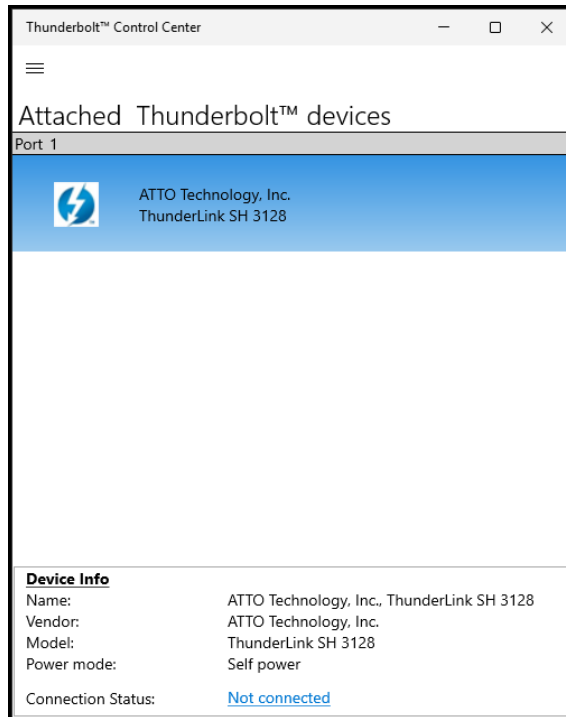 Thunderbolt™ Control Center
Attached Thunderbolt™ devices
Port 1
ATTO Technology, Inc.
ThunderLink SH 3128
Device Info
Name: ATTO Technology, Inc., ThunderLink SH 3128
Vendor: ATTO Technology, Inc.
Model: ThunderLink SH 3128
Power mode: Self power
Connection Status: Not connected